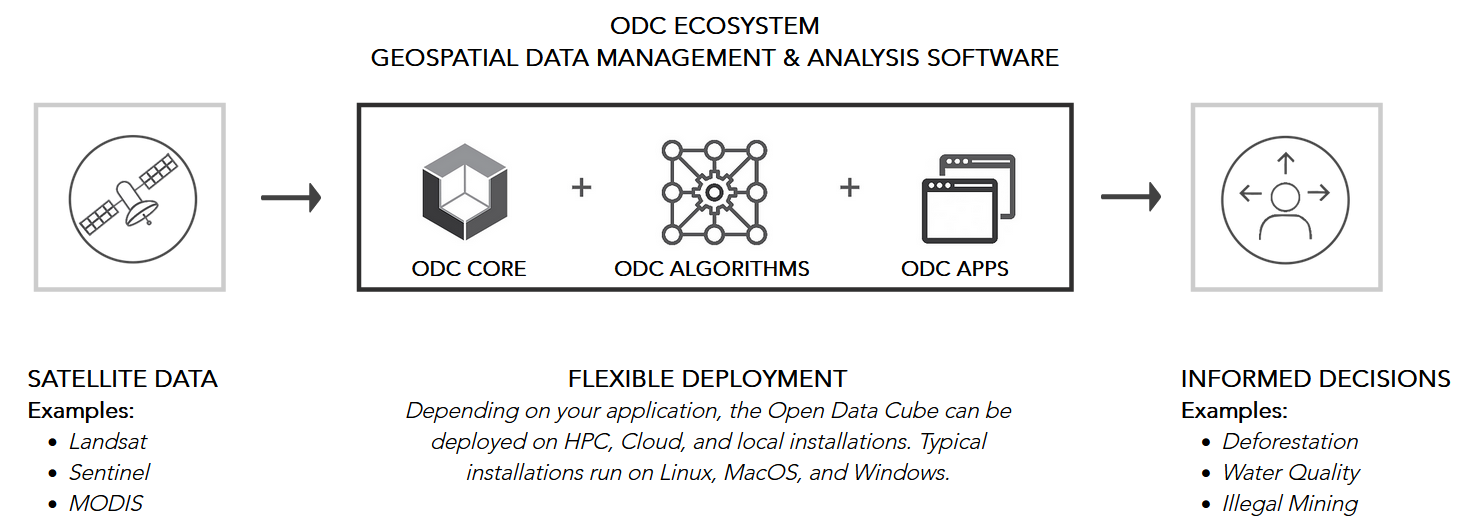 ODC ECOSYSTEM
GEOSPATIAL DATA MANAGEMENT & ANALYSIS SOFTWARE
ODC CORE
ODC ALGORITHMS
ODC APPS
SATELLITE DATA
Examples:
• Landsat
• Sentinel
• MODIS
FLEXIBLE DEPLOYMENT
Depending on your application, the Open Data Cube can be
deployed on HPC, Cloud, and local installations. Typical
installations run on Linux, MacOS, and Windows.
INFORMED DECISIONS
Examples:
• Deforestation
• Water Quality
• Illegal Mining